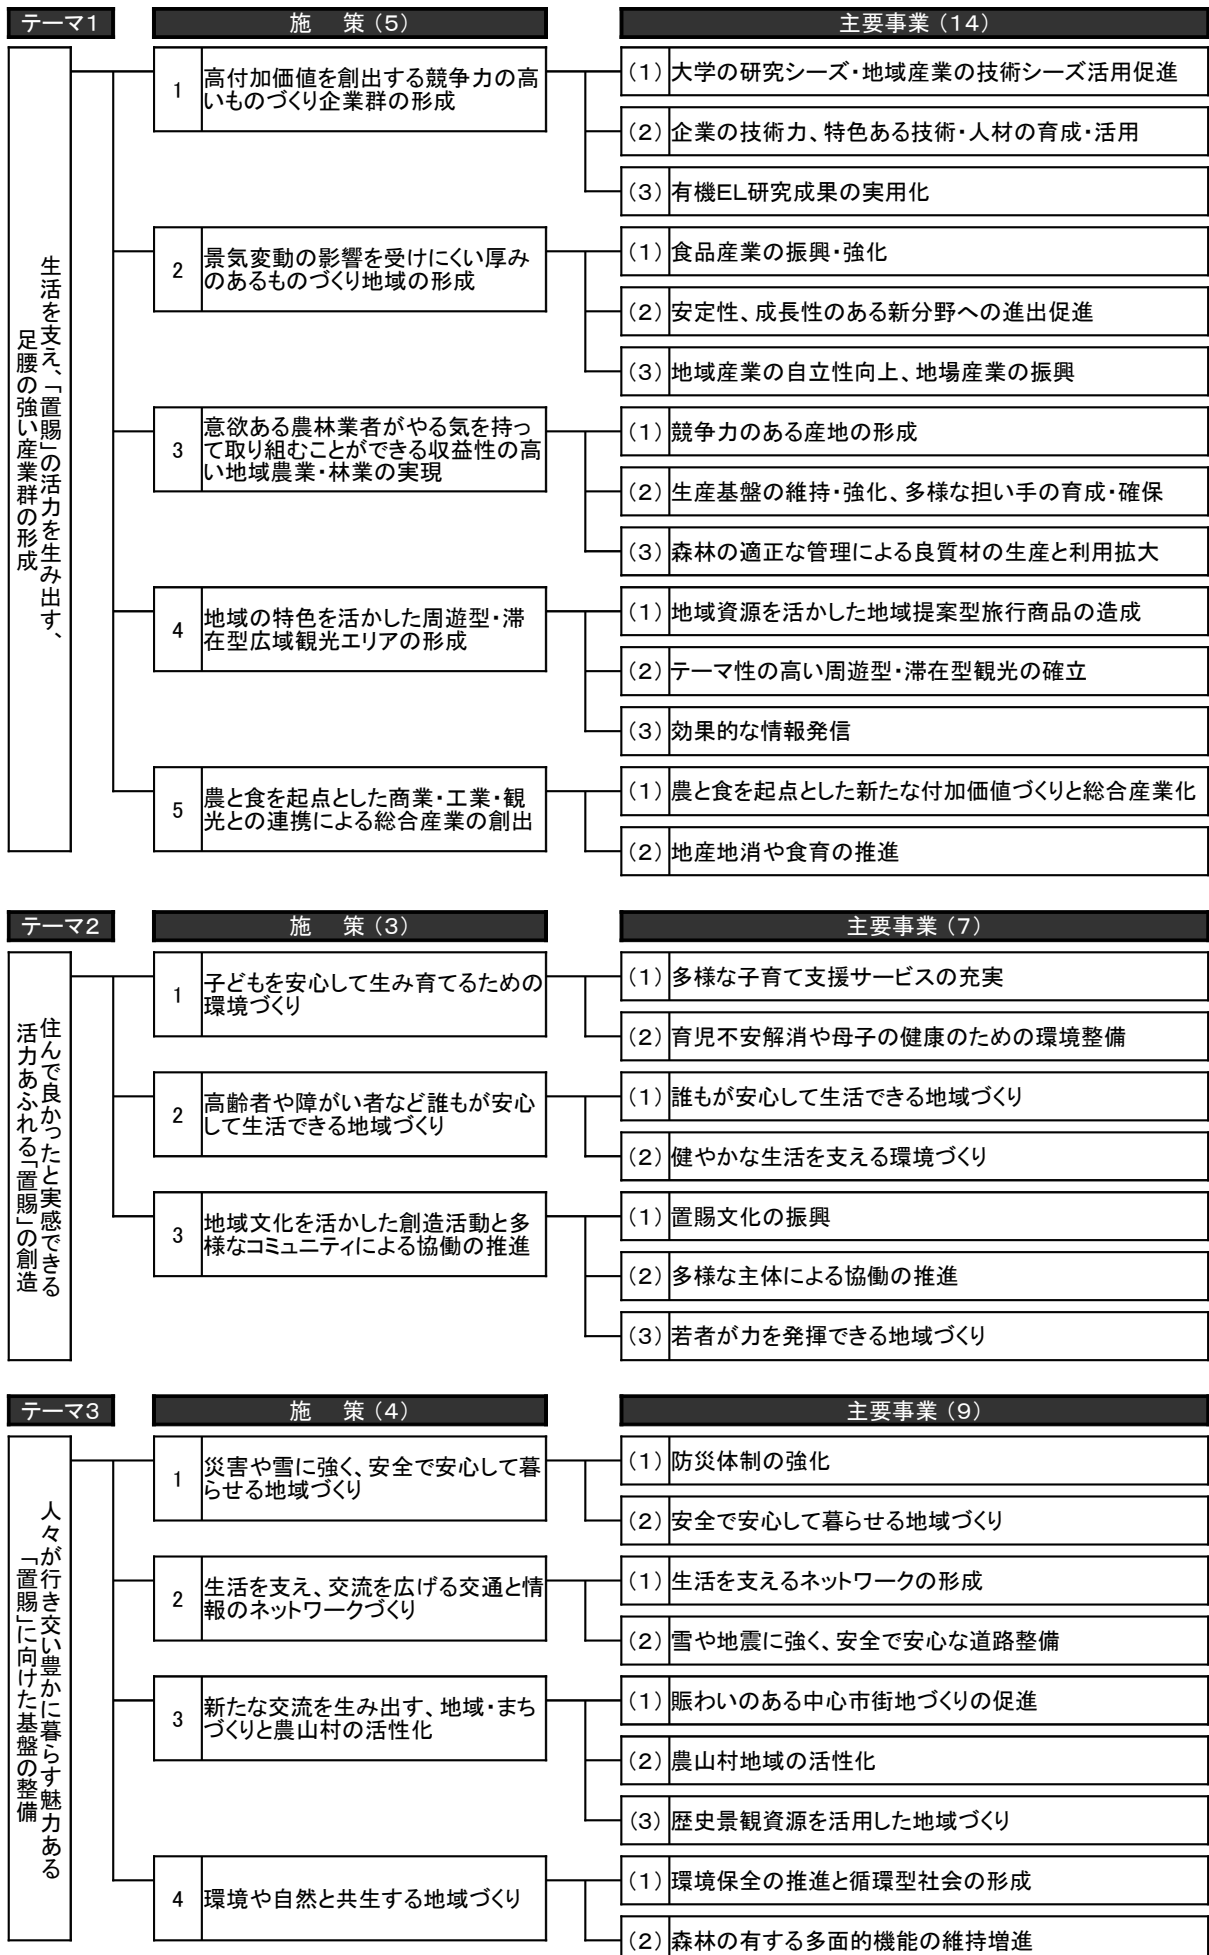 テーマ1
施　策（5）
主要事業（14）
生活を支え、「置賜」の活力を生み出す、
足腰の強い産業群の形成
1
高付加価値を創出する競争力の高
いものづくり企業群の形成
（1）大学の研究シーズ・地域産業の技術シーズ活用促進
（2）企業の技術力、特色ある技術・人材の育成・活用
（3）有機EL研究成果の実用化
2
景気変動の影響を受けにくい厚み
のあるものづくり地域の形成
（1）食品産業の振興・強化
（2）安定性、成長性のある新分野への進出促進
（3）地域産業の自立性向上、地場産業の振興
3
意欲ある農林業者がやる気を持っ
て取り組むことができる収益性の高
い地域農業・林業の実現
（1）競争力のある産地の形成
（2）生産基盤の維持・強化、多様な担い手の育成・確保
（3）森林の適正な管理による良質材の生産と利用拡大
4
地域の特色を活かした周遊型・滞
在型広域観光エリアの形成
（1）地域資源を活かした地域提案型旅行商品の造成
（2）テーマ性の高い周遊型・滞在型観光の確立
（3）効果的な情報発信
5
農と食を起点とした商業・工業・観
光との連携による総合産業の創出
（1）農と食を起点とした新たな付加価値づくりと総合産業化
（2）地産地消や食育の推進
テーマ2
施　策（3）
主要事業（7）
住んで良かったと実感できる
活力あふれる「置賜」の創造
1
子どもを安心して生み育てるための
環境づくり
（1）多様な子育て支援サービスの充実
（2）育児不安解消や母子の健康のための環境整備
2
高齢者や障がい者など誰もが安心
して生活できる地域づくり
（1）誰もが安心して生活できる地域づくり
（2）健やかな生活を支える環境づくり
3
地域文化を活かした創造活動と多
様なコミュニティによる協働の推進
（1）置賜文化の振興
（2）多様な主体による協働の推進
（3）若者が力を発揮できる地域づくり
テーマ3
施　策（4）
主要事業（9）
人々が行き交い豊かに暮らす魅力ある
「置賜」に向けた基盤の整備
1
災害や雪に強く、安全で安心して暮
らせる地域づくり
（1）防災体制の強化
（2）安全で安心して暮らせる地域づくり
2
生活を支え、交流を広げる交通と情
報のネットワークづくり
（1）生活を支えるネットワークの形成
（2）雪や地震に強く、安全で安心な道路整備
3
新たな交流を生み出す、地域・まち
づくりと農山村の活性化
（1）賑わいのある中心市街地づくりの促進
（2）農山村地域の活性化
（3）歴史景観資源を活用した地域づくり
4
環境や自然と共生する地域づくり
（1）環境保全の推進と循環型社会の形成
（2）森林の有する多面的機能の維持増進